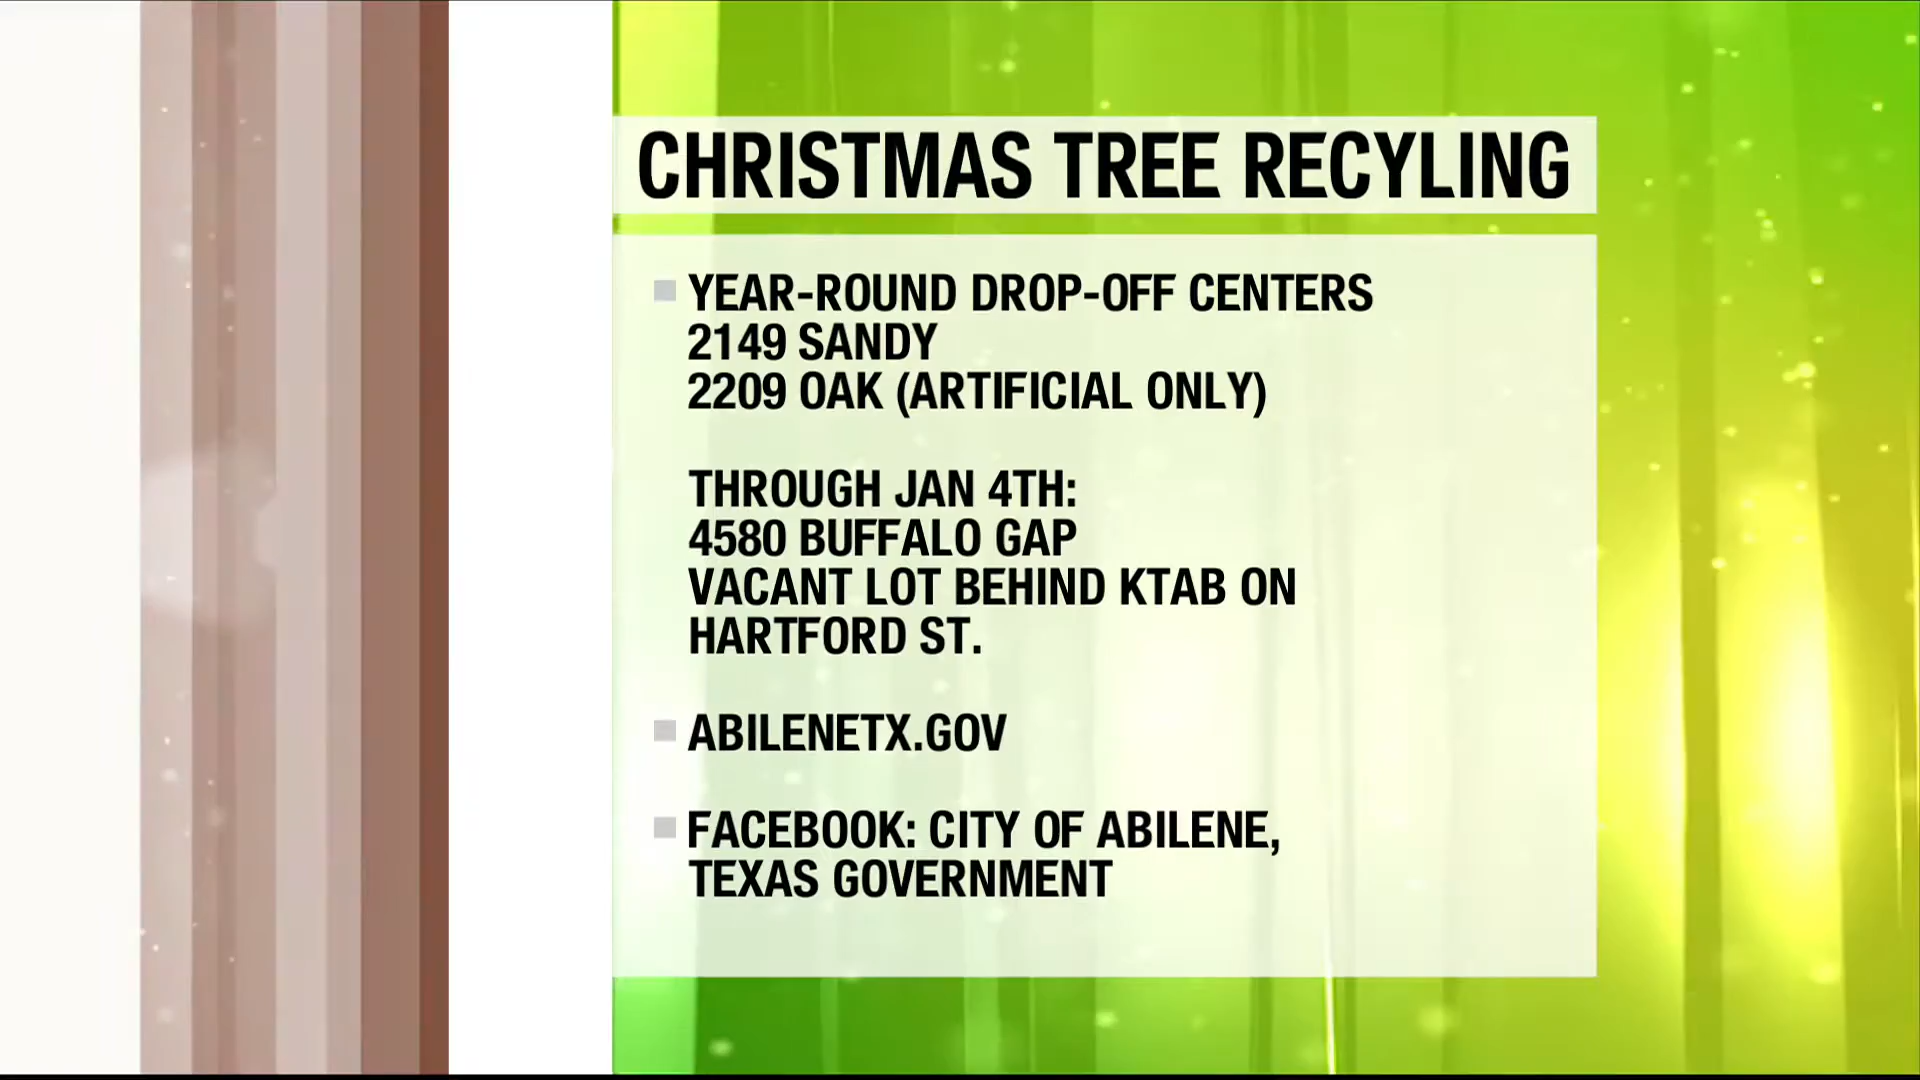 CHRISTMAS TREE RECYLING
YEAR-ROUND DROP-OFF CENTERS
2149 SANDY
2209 OAK (ARTIFICIAL ONLY)
THROUGH JAN 4TH:
4580 BUFFALO GAP
VACANT LOT BEHIND KTAB ON
HARTFORD ST.
ABILENETX.GOV
FACEBOOK: CITY OF ABILENE,
TEXAS GOVERNMENT